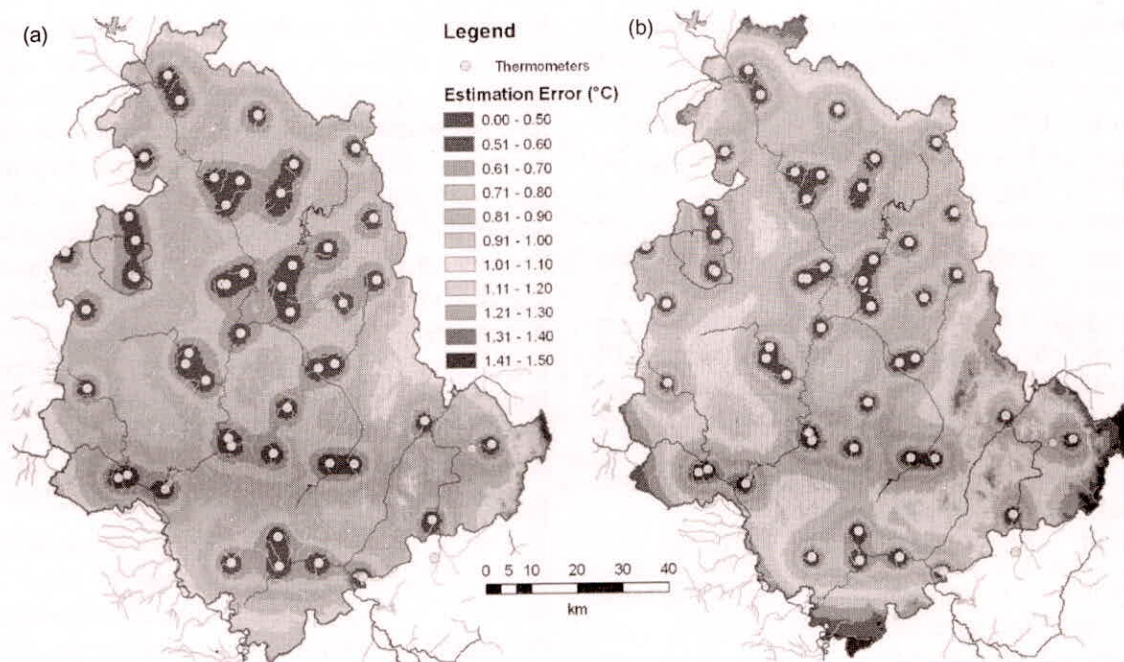 (a)
Legend
Thermometers
Estimation Error (°C)
0.00 - 0.50
0.51 - 0.60
0.61 - 0.70
0.71 - 0.80
0.81 - 0.90
0.91 - 1.00
1.01 - 1.10
1.11 - 1.20
1.21 - 1.30
1.31 - 1.40
1.41 - 1.50
(b)
0 5 10 20 30 40
km